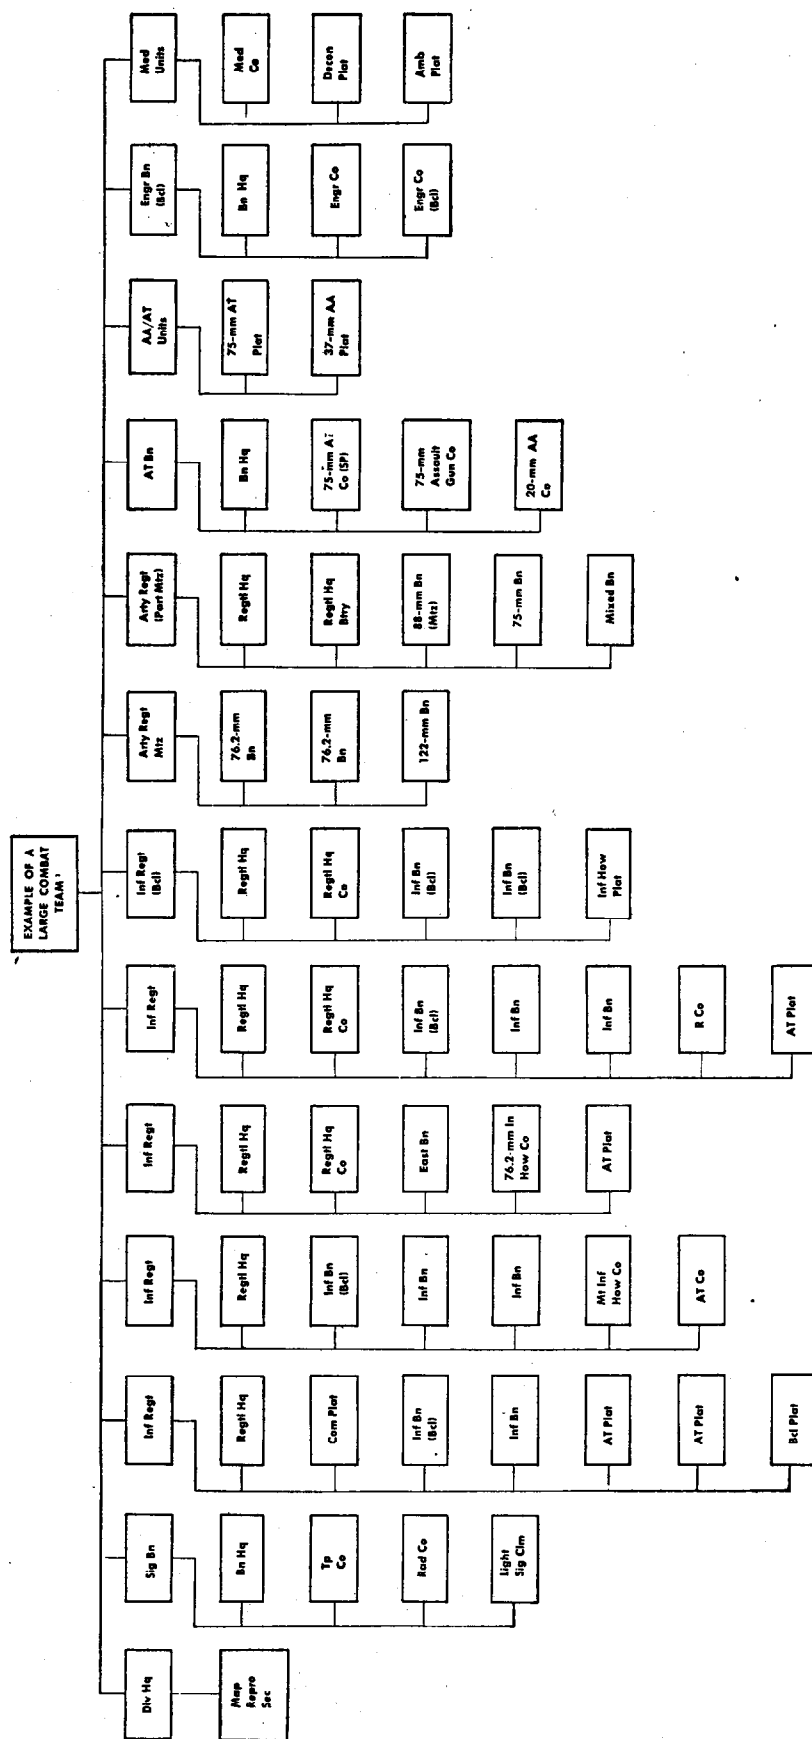 EXAMPLE OF A
LARGE COMBAT
TEAM
Div Hq
Map
Repro
Sec
Sig Bn
Bn Hq
Tp
Co
Rad Co
Light
Sig Clm
Inf Regt
Regtl Hq
Com Plat
Inf Bn
(Bcl)
Inf Bn
AT Plat
AT Plat
Bcl Plat
Inf Regt
Regtl Hq
Inf Bn
(Bcl)
Inf Bn
Inf Bn
Mt Inf
How Co
AT Co
Inf Regt
Regtl Hq
Regtl Hq
Co
East Bn
76.2-mm In
How Co
AT Plat
Inf Regt
Regtl Hq
Regtl Hq
Co
Inf Bn
(Bcl)
Inf Bn
Inf Bn
R Co
AT Plat
Inf Regt
(Bcl)
Regtl Hq
Regtl Hq
Co
Inf Bn
(Bcl)
Inf Bn
(Bcl)
Inf How
Plat
Arty Regt
Mtz
76.2-mm
Bn
76.2-mm
Bn
122-mm Bn
Arty Regt
(Part Mtz)
Regtl Hq
Regtl Hq
Btry
88-mm Bn
(Mtz)
75-mm Bn
Mixed Bn
AT Bn
Bn Hq
75-mm AT
Co (SP)
75-mm
Assault
Gun Co
20-mm AA
Co
AA/AT
Units
75-mm AT
Plat
37-mm AA
Plat
Engr Bn
(Bcl)
Bn Hq
Engr Co
Engr Co
(Bcl)
Med
Units
Med
Co
Decon
Plat
Amb
Plat